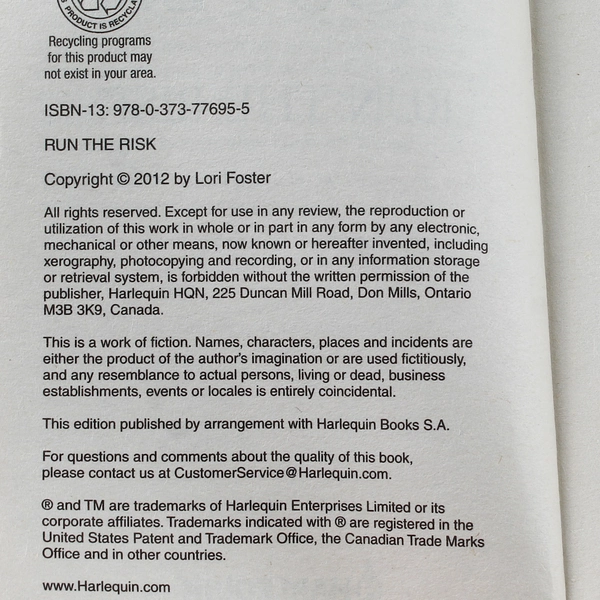 S PRODUCT IS RECYCLA
Recycling programs
for this product may
not exist in your area.
ISBN-13: 978-0-373-77695-5
RUN THE RISK
Copyright © 2012 by Lori Foster
All rights reserved. Except for use in any review, the reproduction or
utilization of this work in whole or in part in any form by any electronic,
mechanical or other means, now known or hereafter invented, including
xerography, photocopying and recording, or in any information storage
or retrieval system, is forbidden without the written permission of the
publisher, Harlequin HQN, 225 Duncan Mill Road, Don Mills, Ontario
M3B 3K9, Canada.
This is a work of fiction. Names, characters, places and incidents are
either the product of the author's imagination or are used fictitiously,
and any resemblance to actual persons, living or dead, business
establishments, events or locales is entirely coincidental.
This edition published by arrangement with Harlequin Books S.A.
For questions and comments about the quality of this book,
please contact us at CustomerService@Harlequin.com.
® and TM are trademarks of Harlequin Enterprises Limited or its
corporate affiliates. Trademarks indicated with ® are registered in the
United States Patent and Trademark Office, the Canadian Trade Marks
Office and in other countries.
www.Harlequin.com